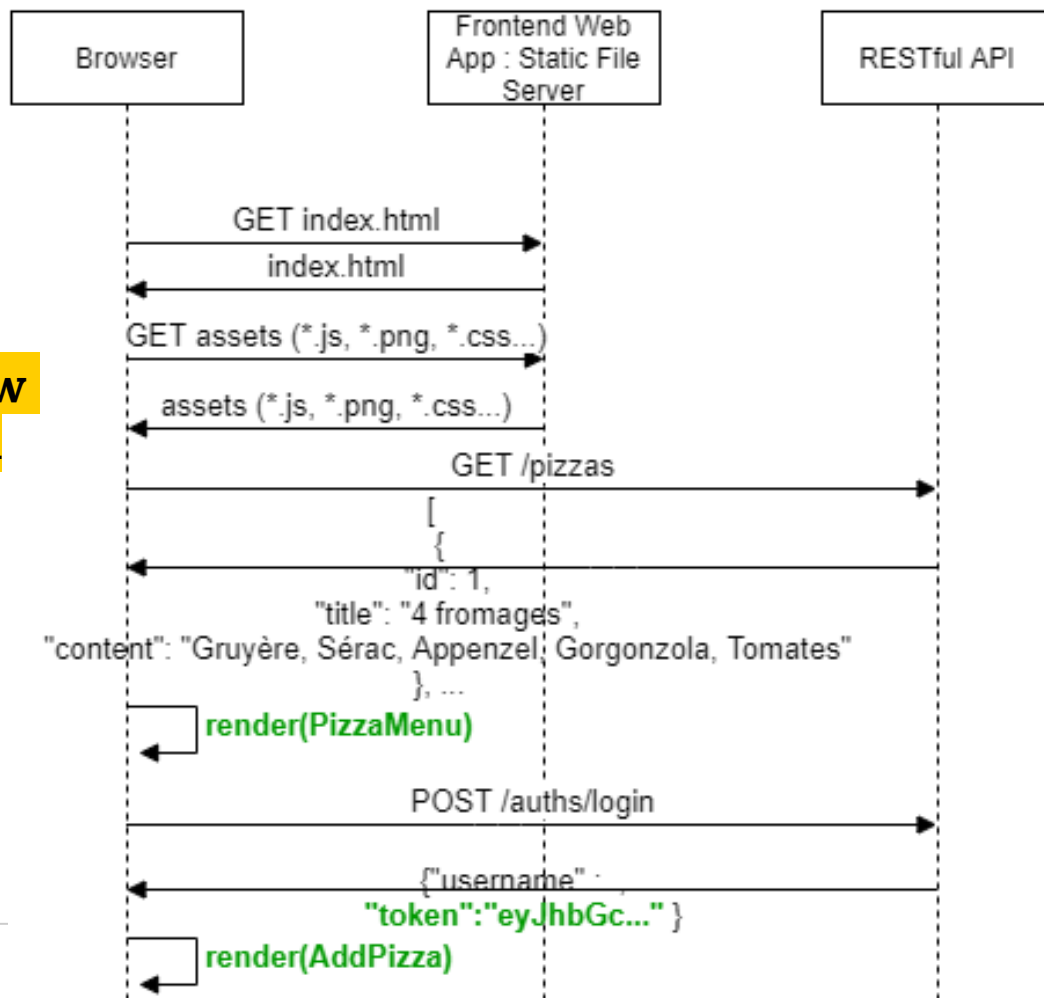 Browser
Frontend Web
App : Static File
Server
RESTful API
GET index.html
index.html
GET assets (*.js, *.png, *.css...)
w
assets (*.js, *.png, *.css...)
GET /pizzas
[
{
"id": 1,
"title": "4 fromages",
"content": "Gruyère, Sérac, Appenzel, Gorgonzola, Tomates"
}, ...
render(PizzaMenu)
POST /auths/login
{"username" : ,
"token":"eyJhbGc..." }
render(AddPizza)